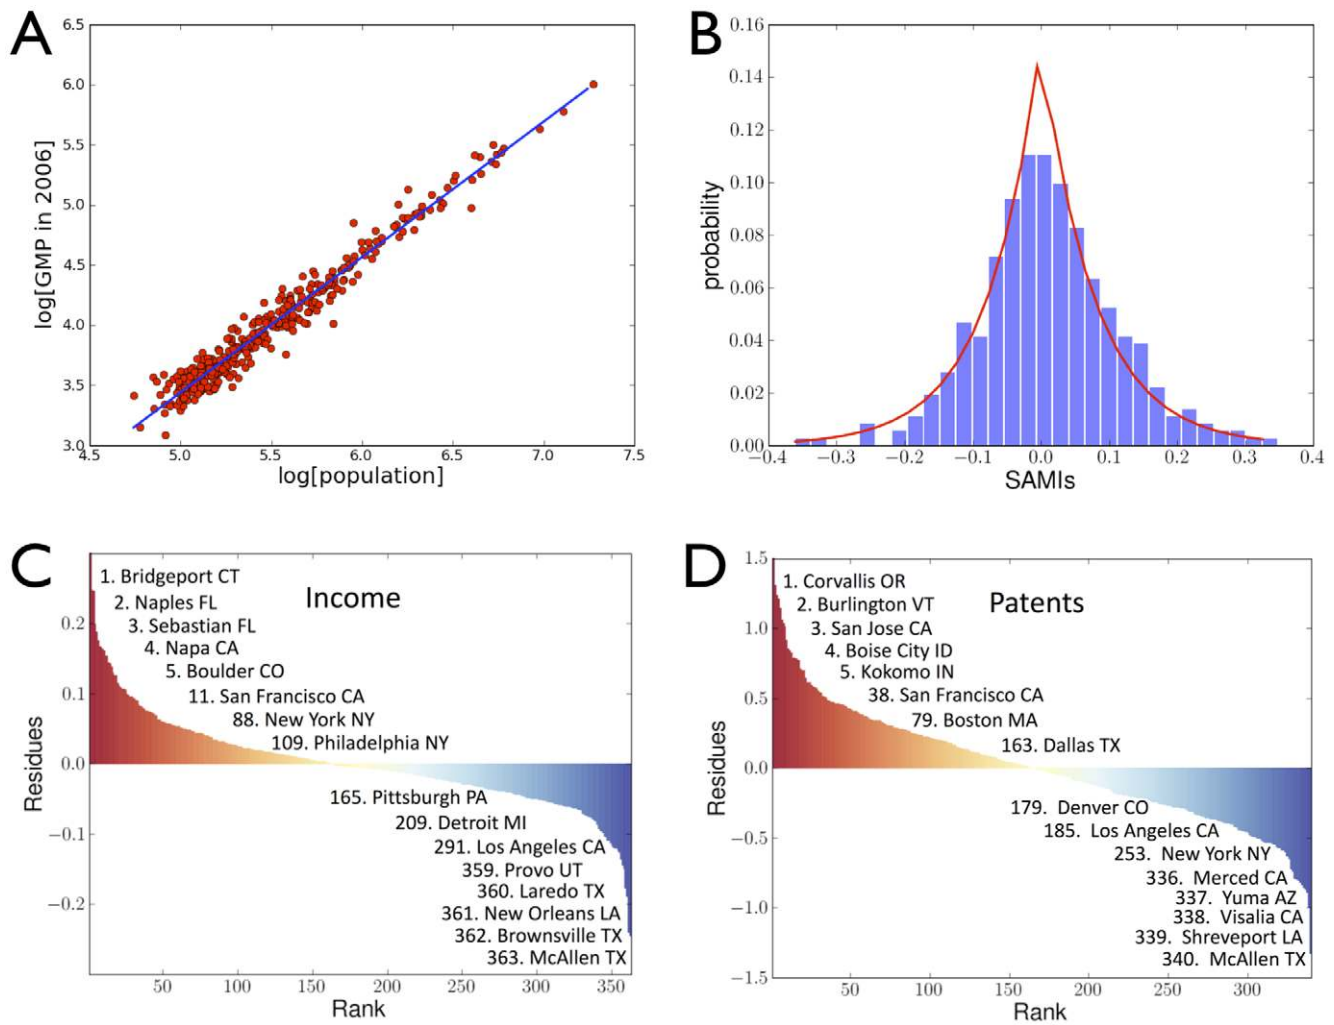 A
6.5
6.0
5.5
5.0
4.5
4.0
3.5
3.0
log[GMP in 2006]
4.5 5.0 5.5 6.0 6.5 7.0 7.5
log[population]
B
0.16
0.14
0.12
0.10
0.08
0.06
0.04
0.02
0.00
probability
−0.4 −0.3 −0.2 −0.1 0.0 0.1 0.2 0.3 0.4
SAMIs
C
Income
1. Bridgeport CT
2. Naples FL
3. Sebastian FL
4. Napa CA
5. Boulder CO
11. San Francisco CA
88. New York NY
109. Philadelphia NY
165. Pittsburgh PA
209. Detroit MI
291. Los Angeles CA
359. Provo UT
360. Laredo TX
361. New Orleans LA
362. Brownsville TX
363. McAllen TX
0.2
0.1
0.0
−0.1
−0.2
Residues
50 100 150 200 250 300 350
Rank
D
Patents
1. Corvallis OR
2. Burlington VT
3. San Jose CA
4. Boise City ID
5. Kokomo IN
38. San Francisco CA
79. Boston MA
163. Dallas TX
179. Denver CO
185. Los Angeles CA
253. New York NY
336. Merced CA
337. Yuma AZ
338. Visalia CA
339. Shreveport LA
340. McAllen TX
1.5
1.0
0.5
0.0
−0.5
−1.0
−1.5
Residues
50 100 150 200 250 300
Rank